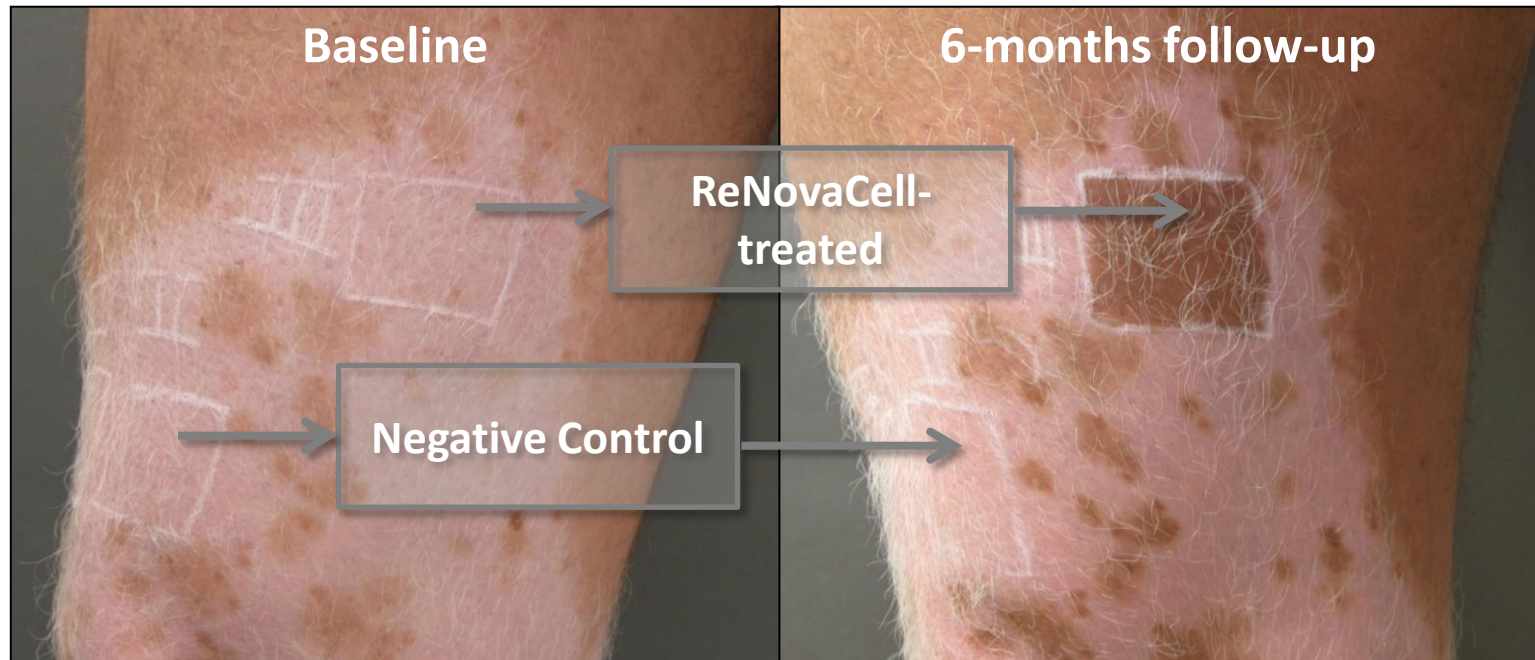 Baseline
6-months follow-up
ReNovaCell-
treated
Negative Control